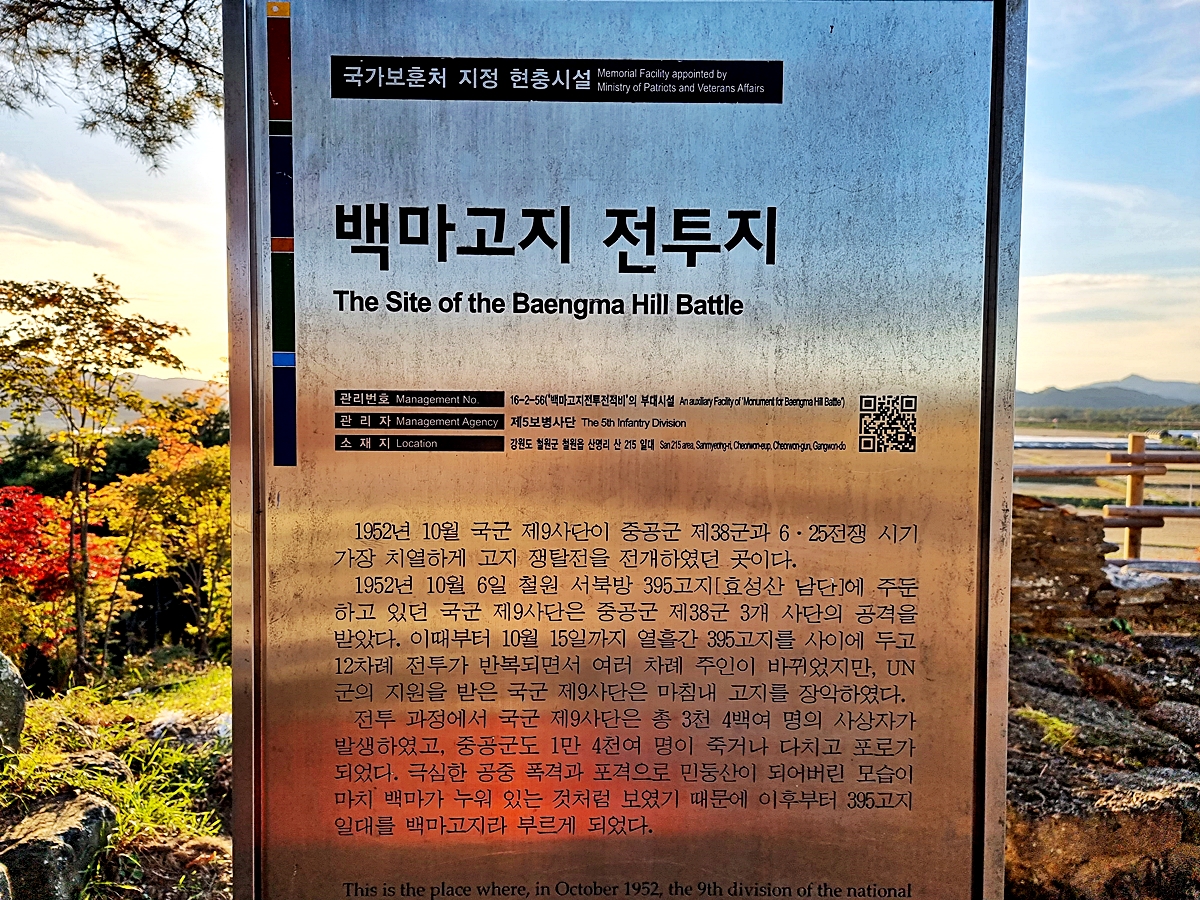 국가보훈처 지정 현충시설
Memorial Facility appointed by
Ministry of Patriots and Veterans Affairs
백마고지 전투지
The Site of the Baengma Hill Battle
관리번호 Management No. 16-2-56('백마고지전투전적비'의 부대시설 An auxiliary Facility of 'Monument for Baengma Hill Battle')
관 리 자 Management Agency 제5보병사단 The 5th Infantry Division
소 재 지 Location 강원도 철원군 철원읍 산명리 산 215 일대 San 215 area, Sanmyeong-ri, Cheorwon-eup, Cheorwon-gun, Gangwon-do
1952년 10월 국군 제9사단이 중공군 제38군과 6·25전쟁 시기
가장 치열하게 고지 쟁탈전을 전개하였던 곳이다.
1952년 10월 6일 철원 서북방 395고지[효성산 남단]에 주둔
하고 있던 국군 제9사단은 중공군 제38군 3개 사단의 공격을
받았다. 이때부터 10월 15일까지 열흘간 395고지를 사이에 두고
12차례 전투가 반복되면서 여러 차례 주인이 바뀌었지만, UN
군의 지원을 받은 국군 제9사단은 마침내 고지를 장악하였다.
전투 과정에서 국군 제9사단은 총 3천 4백여 명의 사상자가
발생하였고, 중공군도 1만 4천여 명이 죽거나 다치고 포로가
되었다. 극심한 공중 폭격과 포격으로 민둥산이 되어버린 모습이
마치 백마가 누워 있는 것처럼 보였기 때문에 이후부터 395고지
일대를 백마고지라 부르게 되었다.
This is the place where, in October 1952, the 9th division of the national